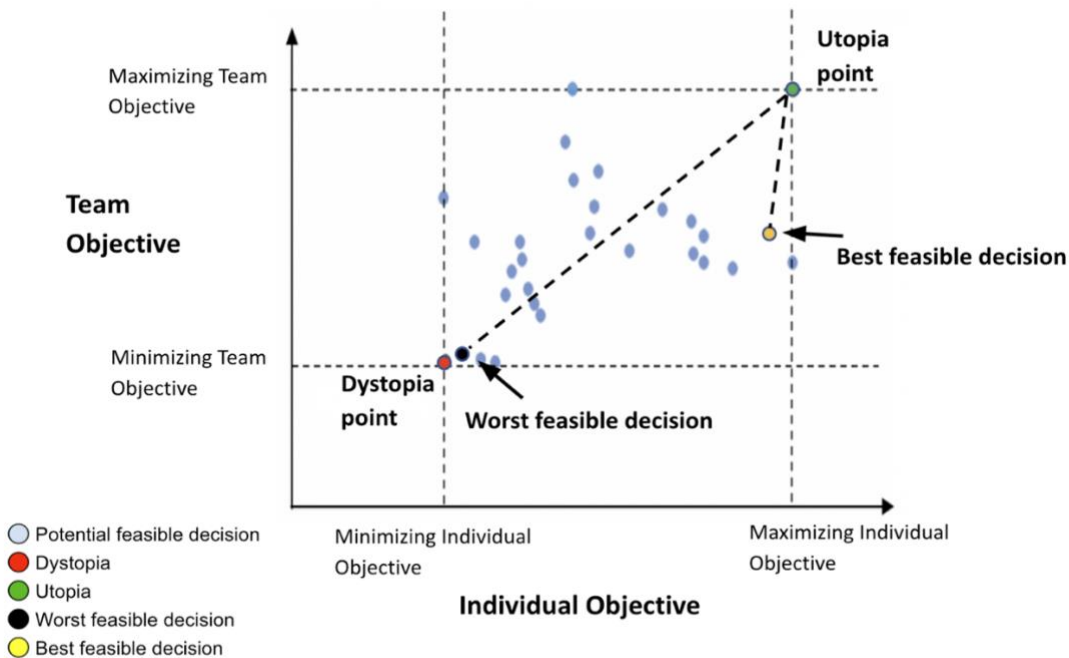 Utopia
point
Maximizing Team
Objective
Team
Objective
Best feasible decision
Minimizing Team
Objective
Dystopia
point
Worst feasible decision
Minimizing Individual
Objective
Maximizing Individual
Objective
Individual Objective
Potential feasible decision
Dystopia
Utopia
Worst feasible decision
Best feasible decision